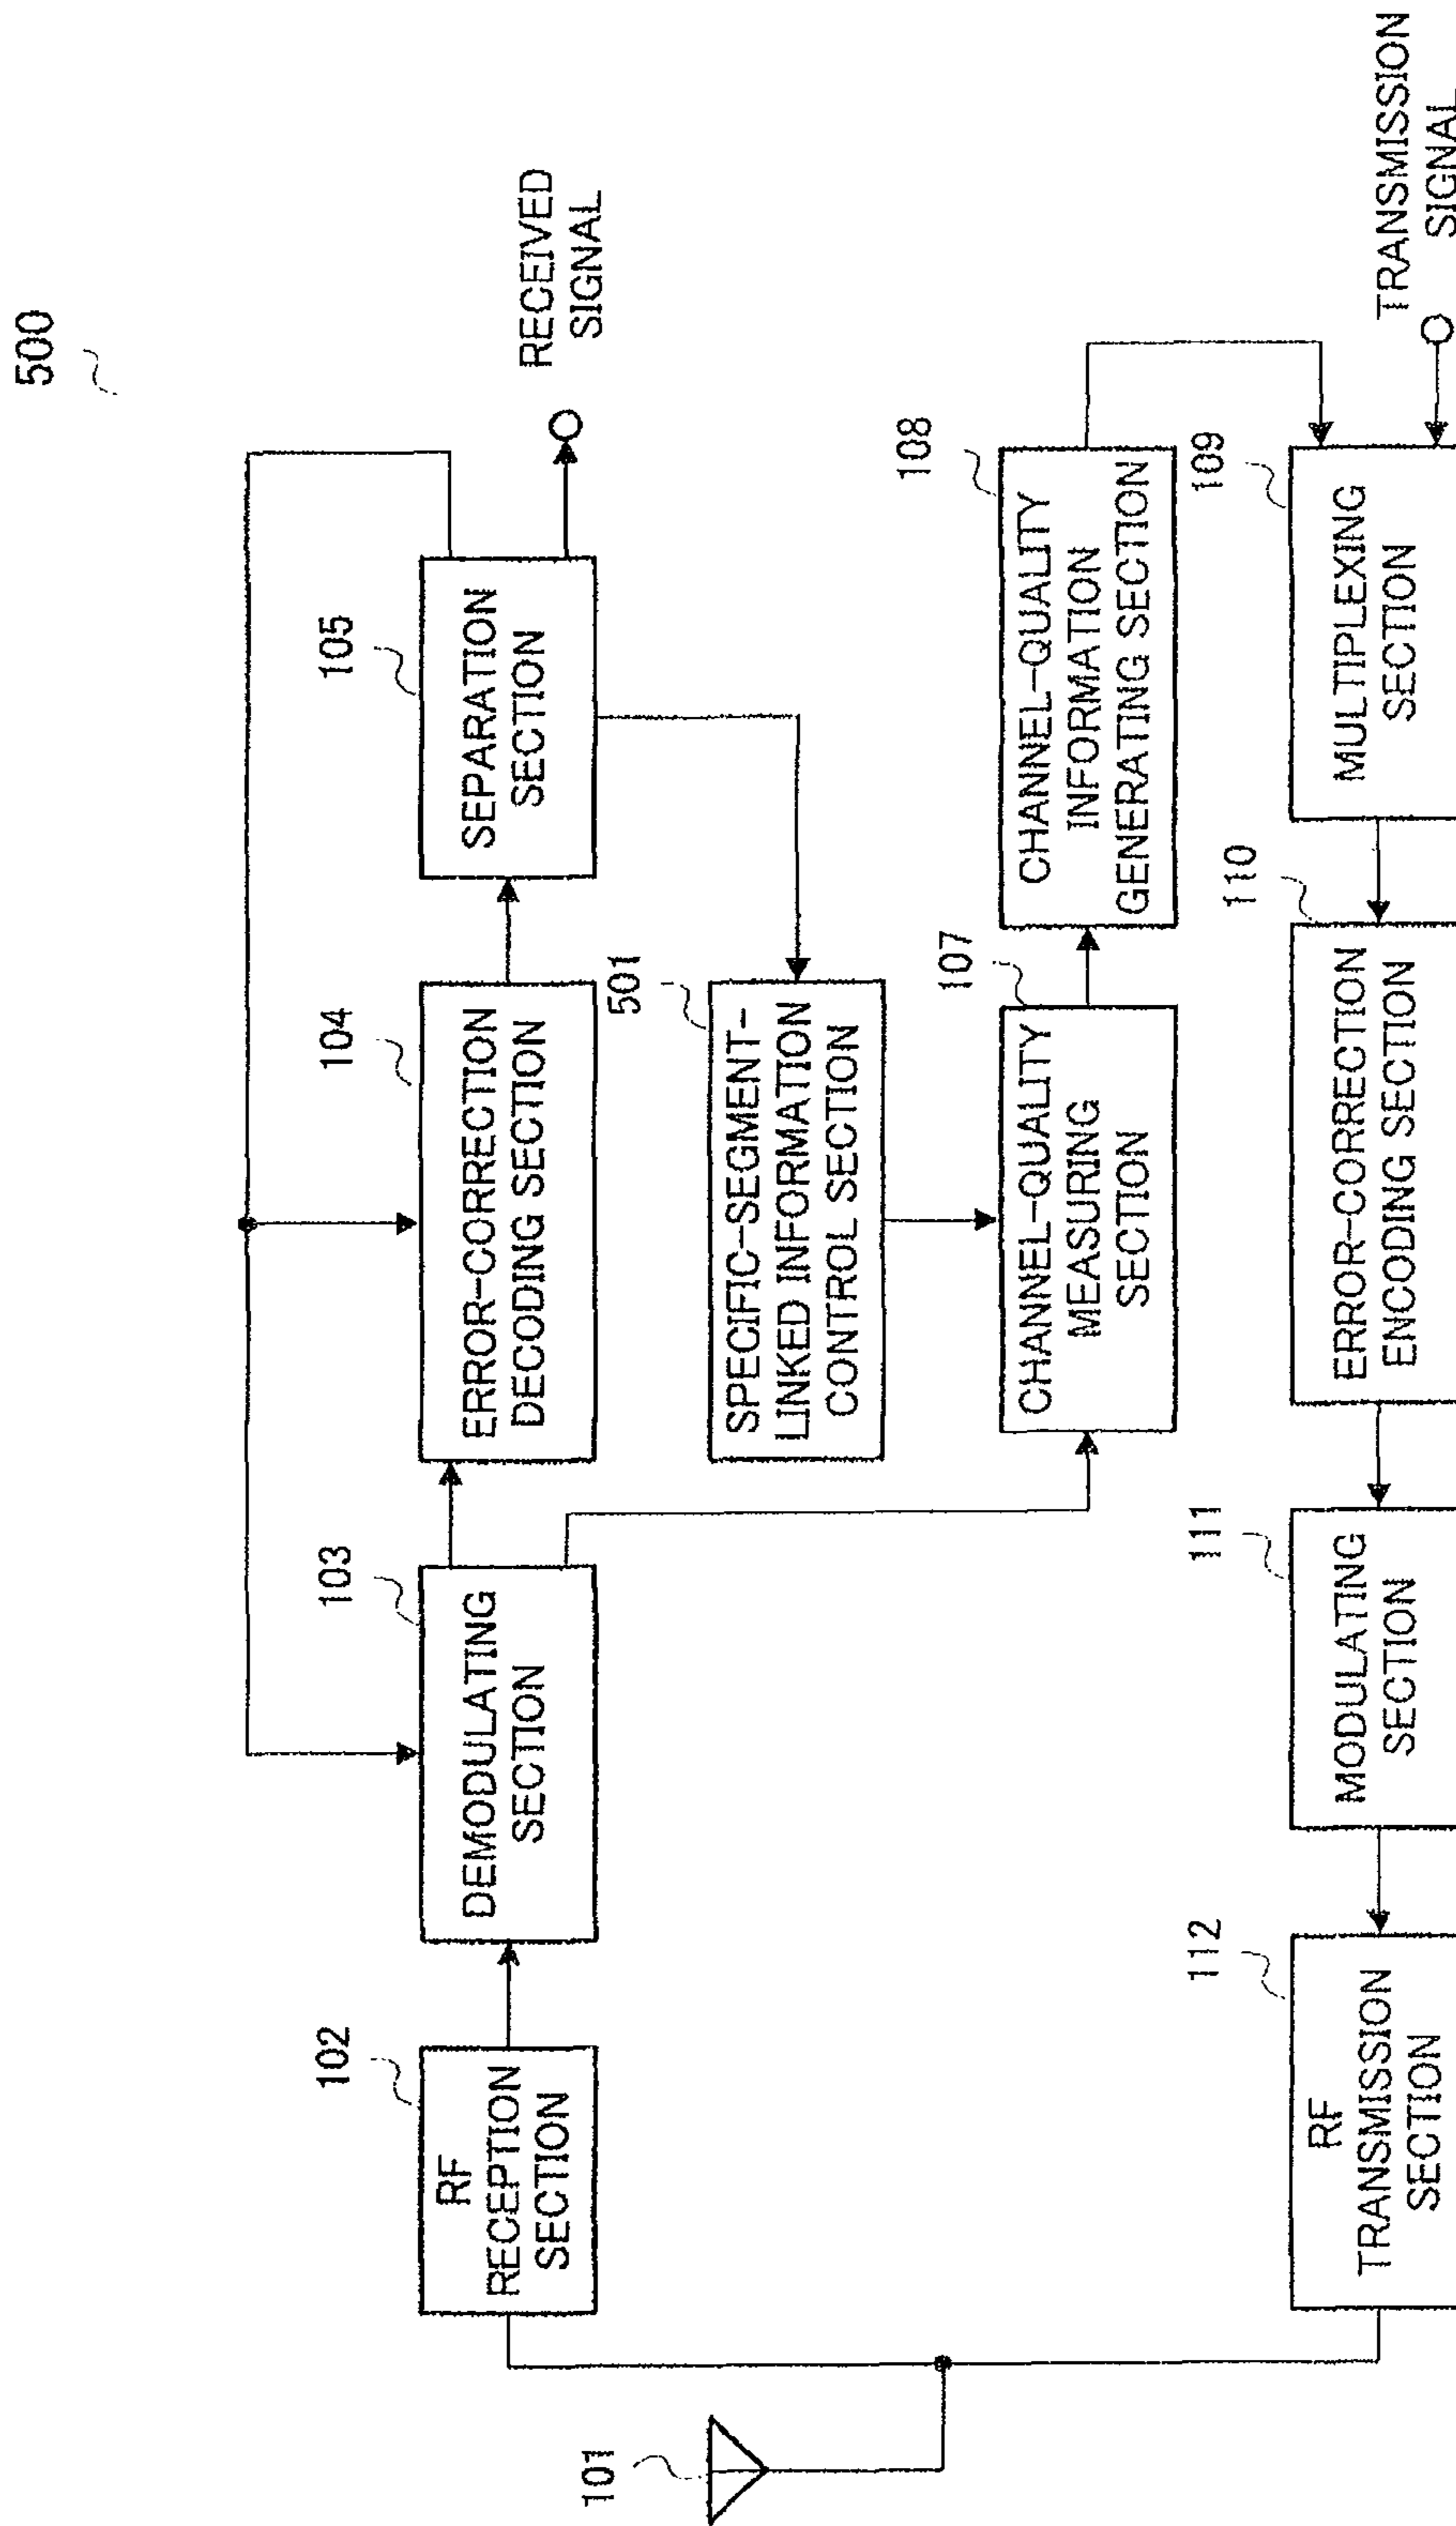 500
101
102
RF
RECEPTION
SECTION
103
DEMODULATING
SECTION
104
ERROR-CORRECTION
DECODING SECTION
105
SEPARATION
SECTION
RECEIVED
SIGNAL
501
SPECIFIC-SEGMENT-
LINKED INFORMATION
CONTROL SECTION
107
CHANNEL-QUALITY
MEASURING
SECTION
108
CHANNEL-QUALITY
INFORMATION
GENERATING SECTION
112
RF
TRANSMISSION
SECTION
111
MODULATING
SECTION
110
ERROR-CORRECTION
ENCODING SECTION
109
MULTIPLEXING
SECTION
TRANSMISSION
SIGNAL